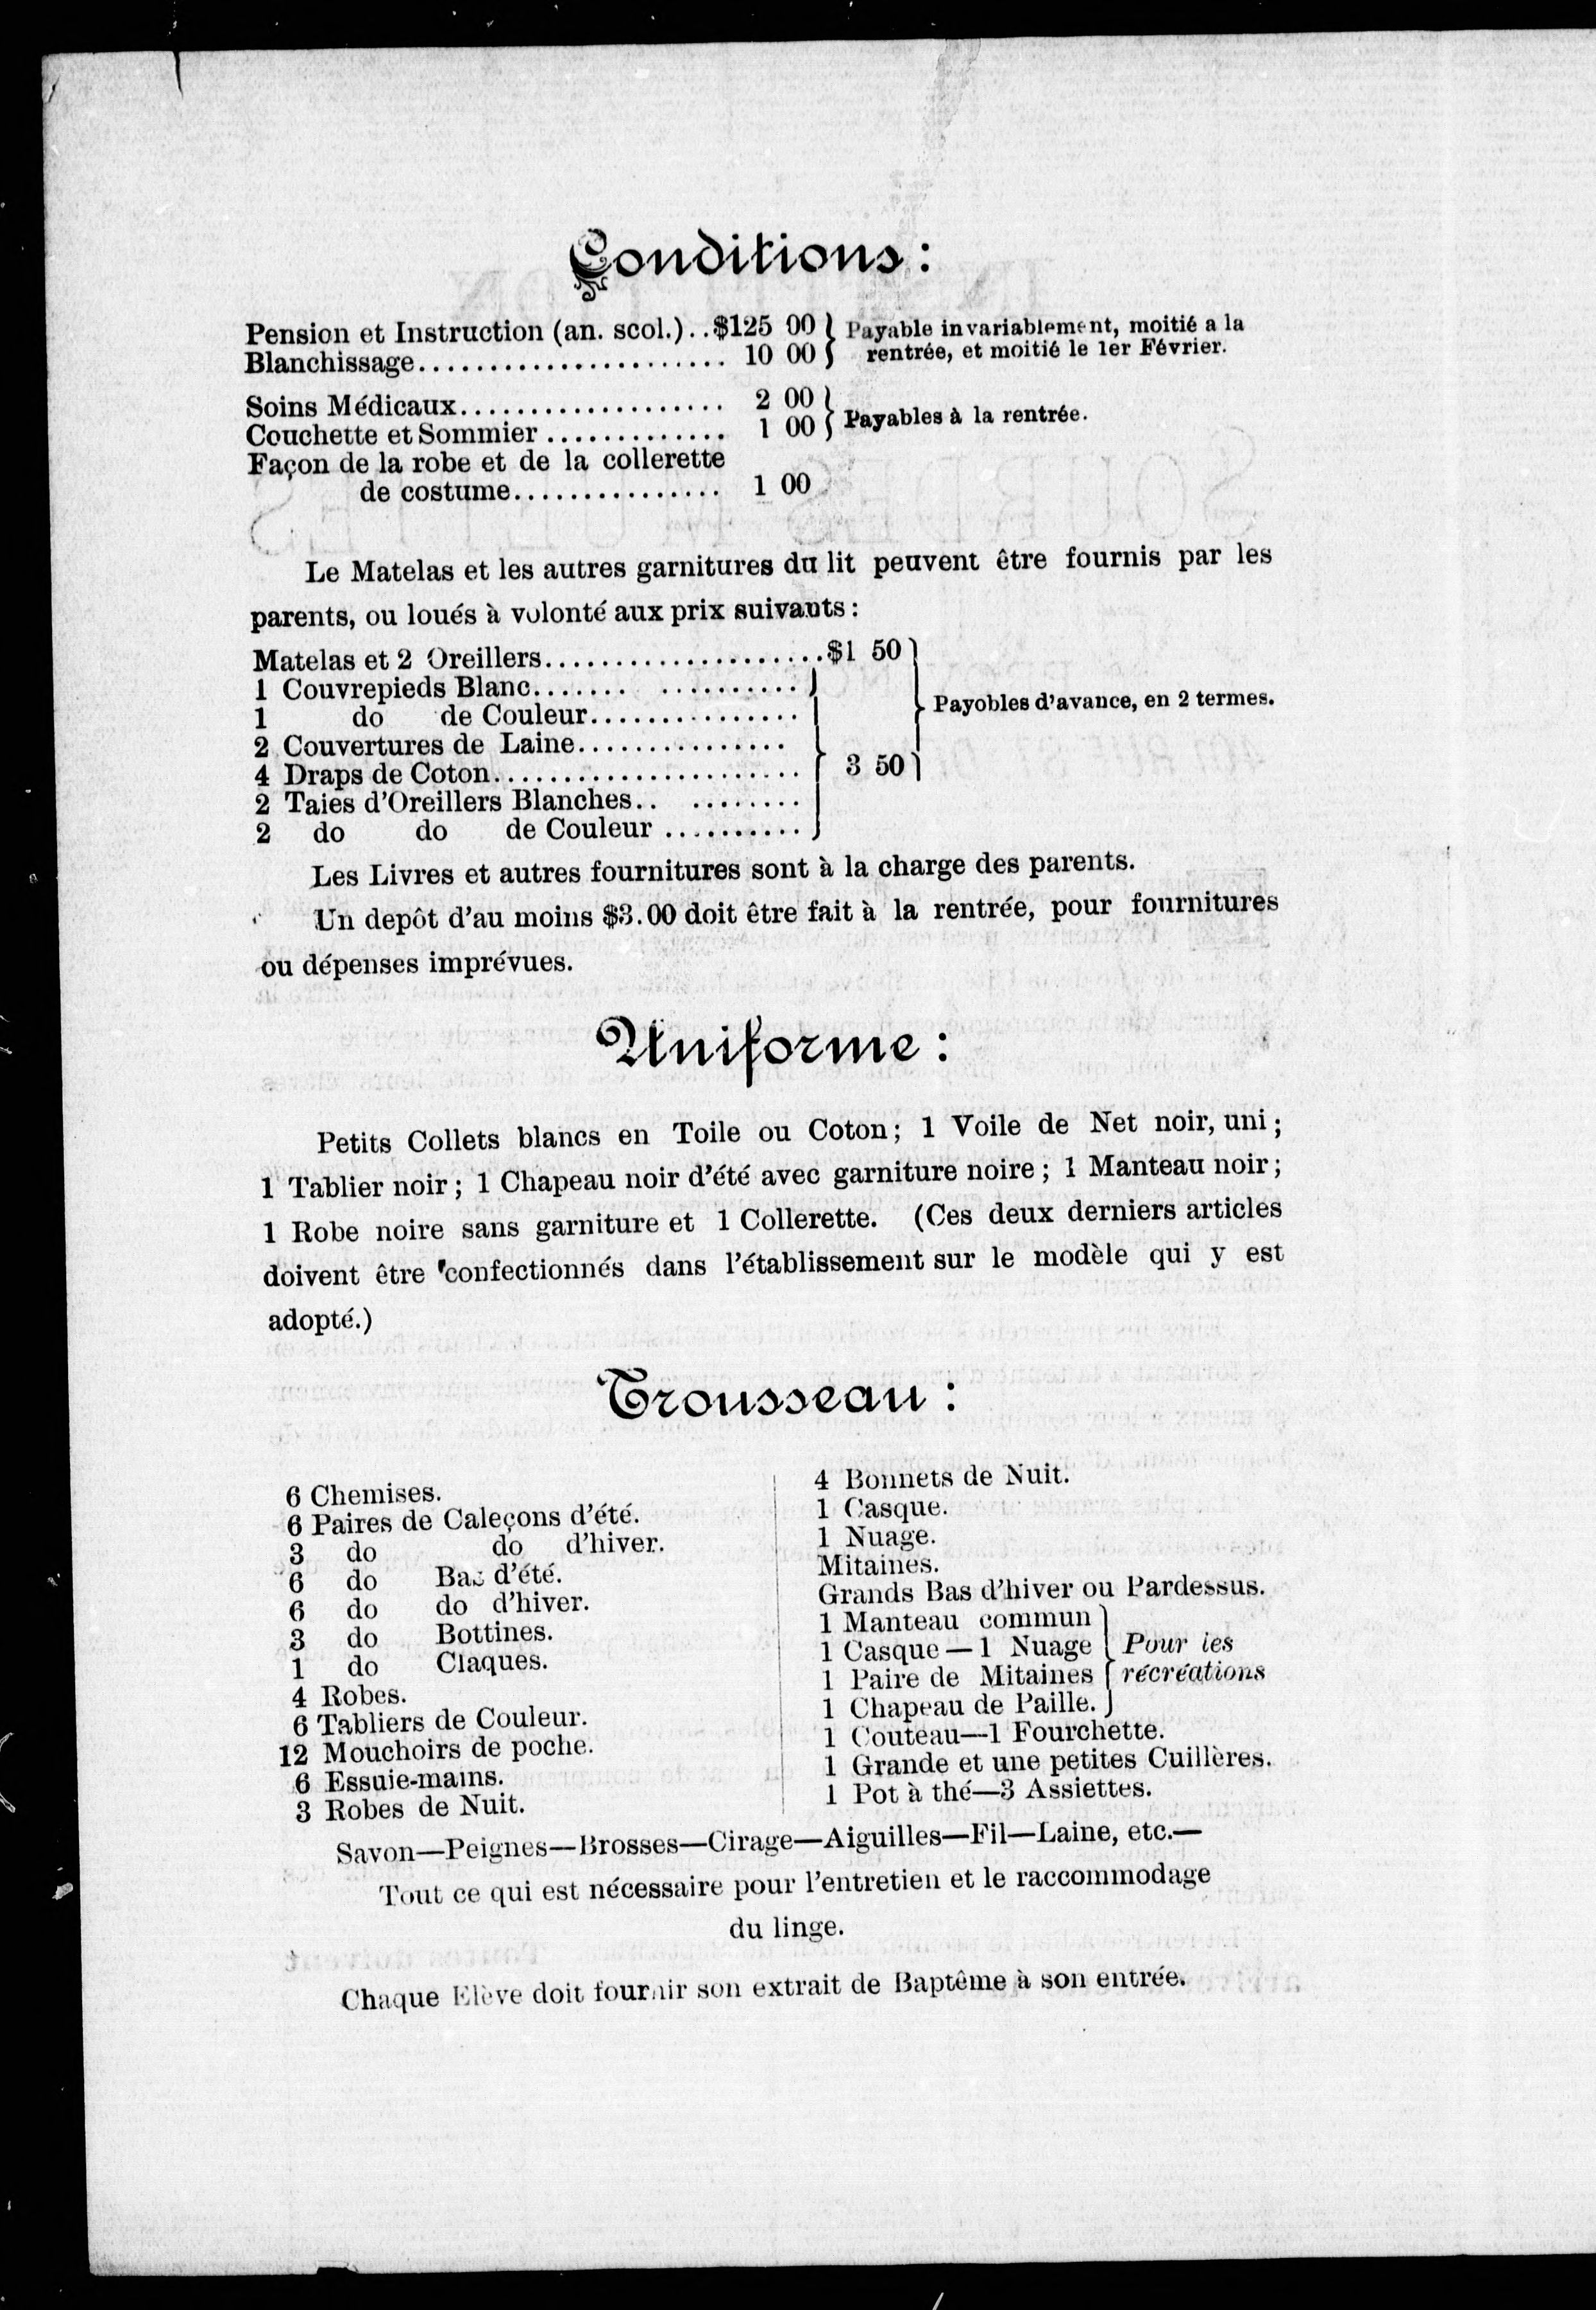 Conditions :
Pension et Instruction (an. scol.)..$125 00 } Payable invariablement, moitié a la
Blanchissage...................... 10 00 } rentrée, et moitié le 1er Février.
Soins Médicaux................... 2 00 }
Couchette et Sommier ............. 1 00 } Payables à la rentrée.
Façon de la robe et de la collerette
de costume............... 1 00
Le Matelas et les autres garnitures du lit peuvent être fournis par les
parents, ou loués à volonté aux prix suivants :
Matelas et 2 Oreillers....................$1 50
1 Couvrepieds Blanc....... ..........
1 do de Couleur............... Payobles d'avance, en 2 termes.
2 Couvertures de Laine...............
4 Draps de Coton...................... 3 50
2 Taies d'Oreillers Blanches.. ........
2 do do de Couleur ..........
Les Livres et autres fournitures sont à la charge des parents.
Un depôt d'au moins $3.00 doit être fait à la rentrée, pour fournitures
ou dépenses imprévues.
Uniforme :
Petits Collets blancs en Toile ou Coton; 1 Voile de Net noir, uni ;
1 Tablier noir ; 1 Chapeau noir d'été avec garniture noire ; 1 Manteau noir ;
1 Robe noire sans garniture et 1 Collerette. (Ces deux derniers articles
doivent être confectionnés dans l'établissement sur le modèle qui y est
adopté.)
Trousseau :
6 Chemises.
6 Paires de Caleçons d'été.
3 do do d'hiver.
6 do Bas d'été.
6 do do d'hiver.
3 do Bottines.
1 do Claques.
4 Robes.
6 Tabliers de Couleur.
12 Mouchoirs de poche.
6 Essuie-mains.
3 Robes de Nuit.
4 Bonnets de Nuit.
1 Casque.
1 Nuage.
Mitaines.
Grands Bas d'hiver ou Pardessus.
1 Manteau commun
1 Casque — 1 Nuage } Pour les
1 Paire de Mitaines } récréations
1 Chapeau de Paille.
1 Couteau—1 Fourchette.
1 Grande et une petites Cuillères.
1 Pot à thé—3 Assiettes.
Savon—Peignes—Brosses—Cirage—Aiguilles—Fil—Laine, etc.—
Tout ce qui est nécessaire pour l'entretien et le raccommodage
du linge.
Chaque Elève doit fournir son extrait de Baptême à son entrée.